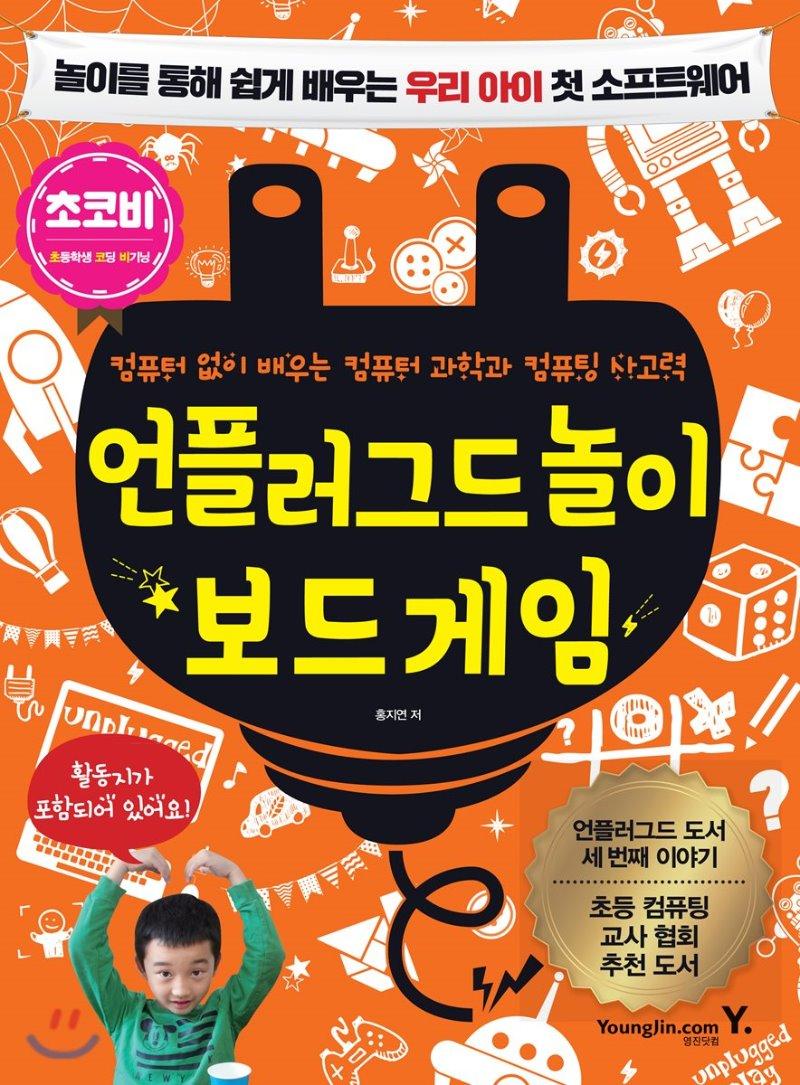 놀이를 통해 쉽게 배우는 우리 아이 첫 소프트웨어
초코비
초등학생 코딩 비기닝
컴퓨터 없이 배우는 컴퓨터 과학과 컴퓨팅 사고력
언플러그드 놀이
보드 게임
홍지연 저
unplugged
활동지가
포함되어 있어요!
언플러그드 도서
세 번째 이야기
초등 컴퓨팅
교사 협회
추천 도서
YoungJin.com Y.
영진닷컴
unplugged